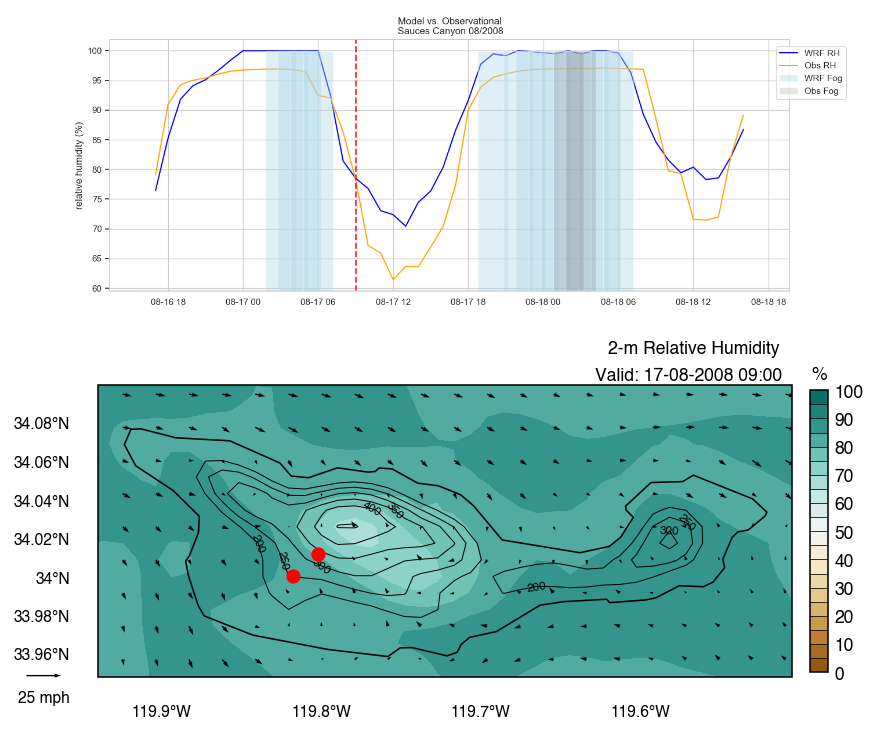 Model vs. Observational
Sauces Canyon 08/2008
relative humidity (%)
100
95
90
85
80
75
70
65
60
08-16 18
08-17 00
08-17 06
08-17 12
08-17 18
08-18 00
08-18 06
08-18 12
08-18 18
WRF RH
Obs RH
WRF Fog
Obs Fog
2-m Relative Humidity
Valid: 17-08-2008 09:00
%
34.08°N
34.06°N
34.04°N
34.02°N
34°N
33.98°N
33.96°N
25 mph
119.9°W
119.8°W
119.7°W
119.6°W
400
200
250
300
200
100
90
80
70
60
50
40
30
20
10
0